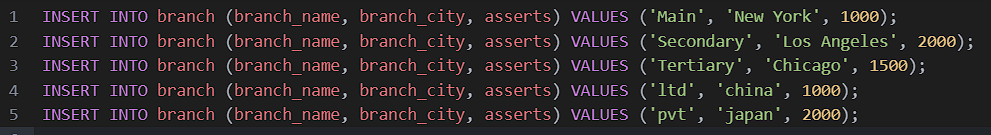 1 INSERT INTO branch (branch_name, branch_city, asserts) VALUES ('Main', 'New York', 1000);
2 INSERT INTO branch (branch_name, branch_city, asserts) VALUES ('Secondary', 'Los Angeles', 2000);
3 INSERT INTO branch (branch_name, branch_city, asserts) VALUES ('Tertiary', 'Chicago', 1500);
4 INSERT INTO branch (branch_name, branch_city, asserts) VALUES ('ltd', 'china', 1000);
5 INSERT INTO branch (branch_name, branch_city, asserts) VALUES ('pvt', 'japan', 2000);